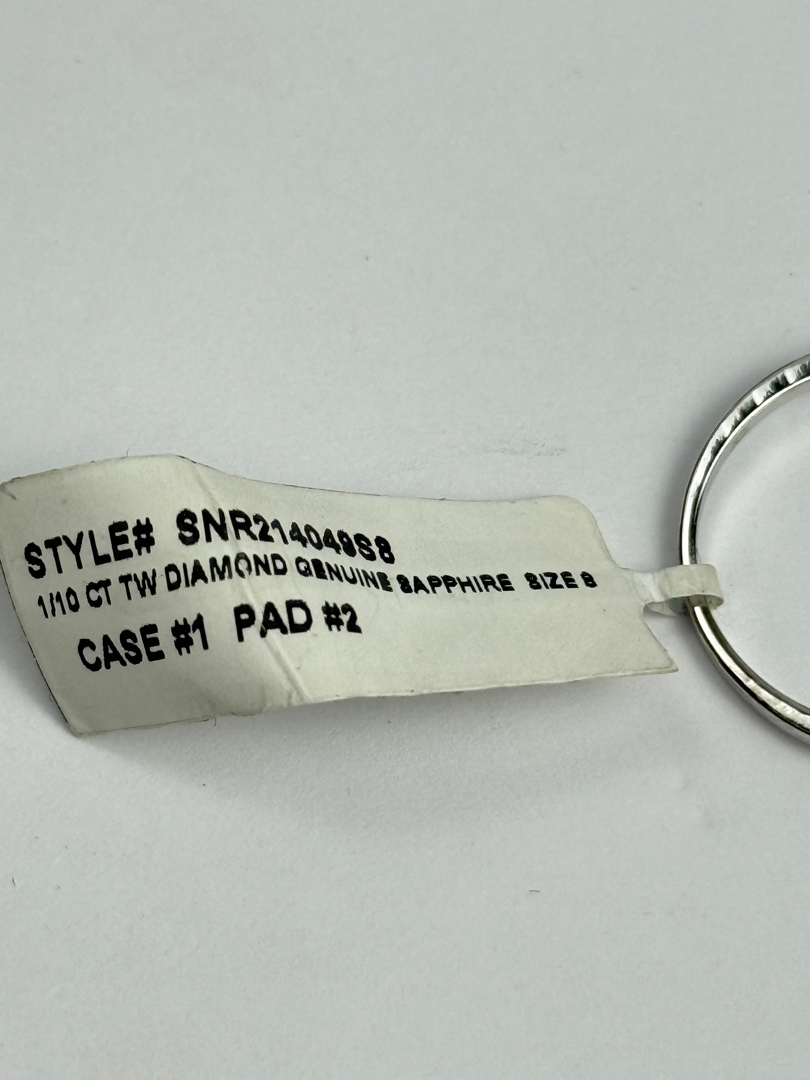 STYLE# SNR214049S8
1/10 CT TW DIAMOND GENUINE SAPPHIRE SIZE 8
CASE #1 PAD #2